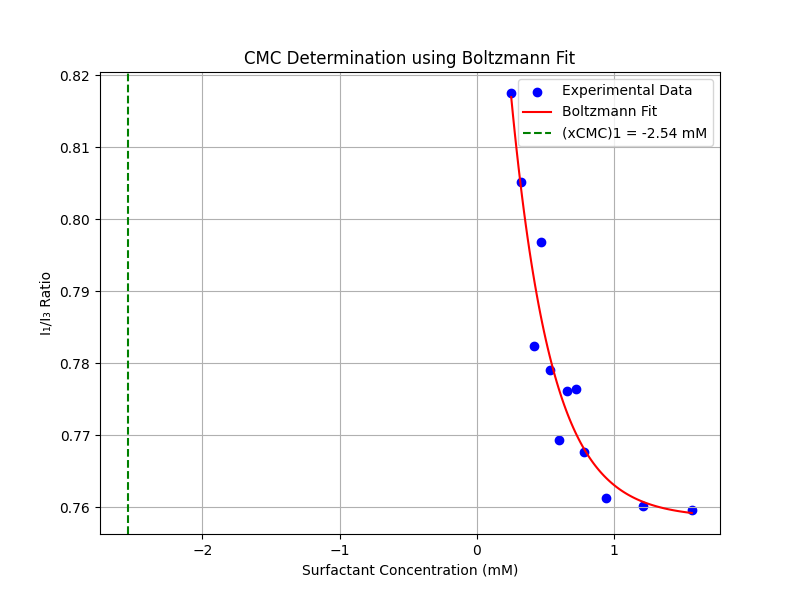 CMC Determination using Boltzmann Fit
Experimental Data
Boltzmann Fit
(xCMC)1 = -2.54 mM
0.82
0.81
0.80
0.79
0.78
0.77
0.76
I₁/I₃ Ratio
−2
−1
0
1
Surfactant Concentration (mM)